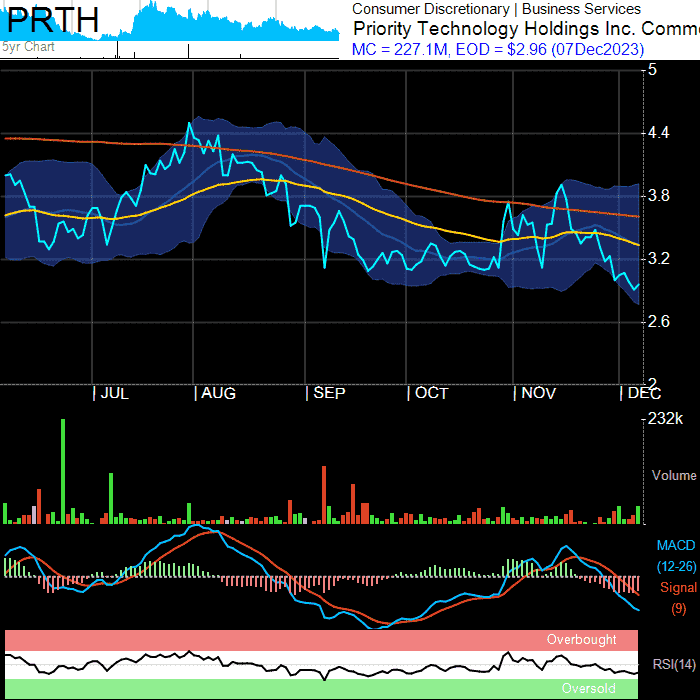 PRTH
5yr Chart
Consumer Discretionary | Business Services
Priority Technology Holdings Inc. Comm
MC = 227.1M, EOD = $2.96 (07Dec2023)
5
4.4
3.8
3.2
2.6
2
| JUL | AUG | SEP | OCT | NOV | DEC
232k
Volume
MACD
(12-26)
Signal
(9)
Overbought
RSI(14)
Oversold